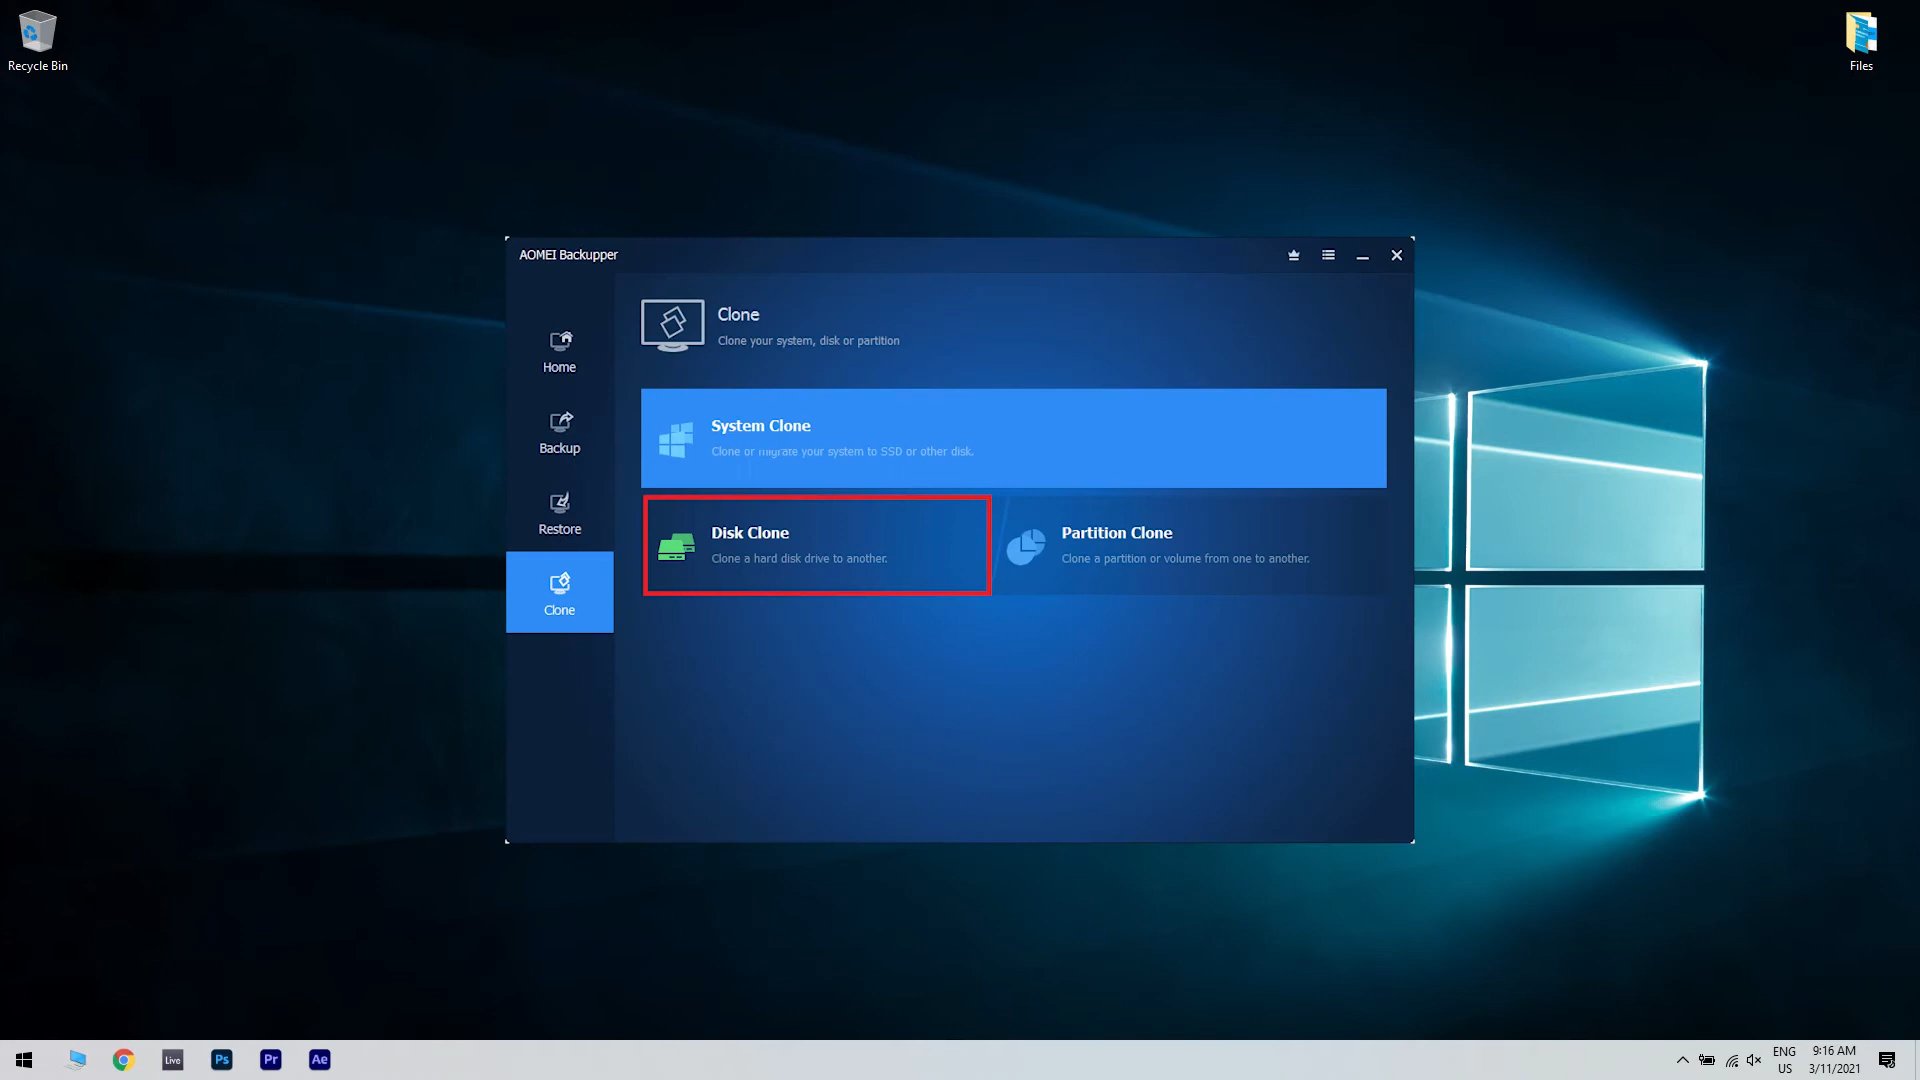 Recycle Bin
Files
AOMEI Backupper
Clone
Clone your system, disk or partition
Home
Backup
Restore
Clone
System Clone
Clone or migrate your system to SSD or other disk.
Disk Clone
Clone a hard disk drive to another.
Partition Clone
Clone a partition or volume from one to another.
Live
Ps
Pr
Ae
ENG
US
9:16 AM
3/11/2021